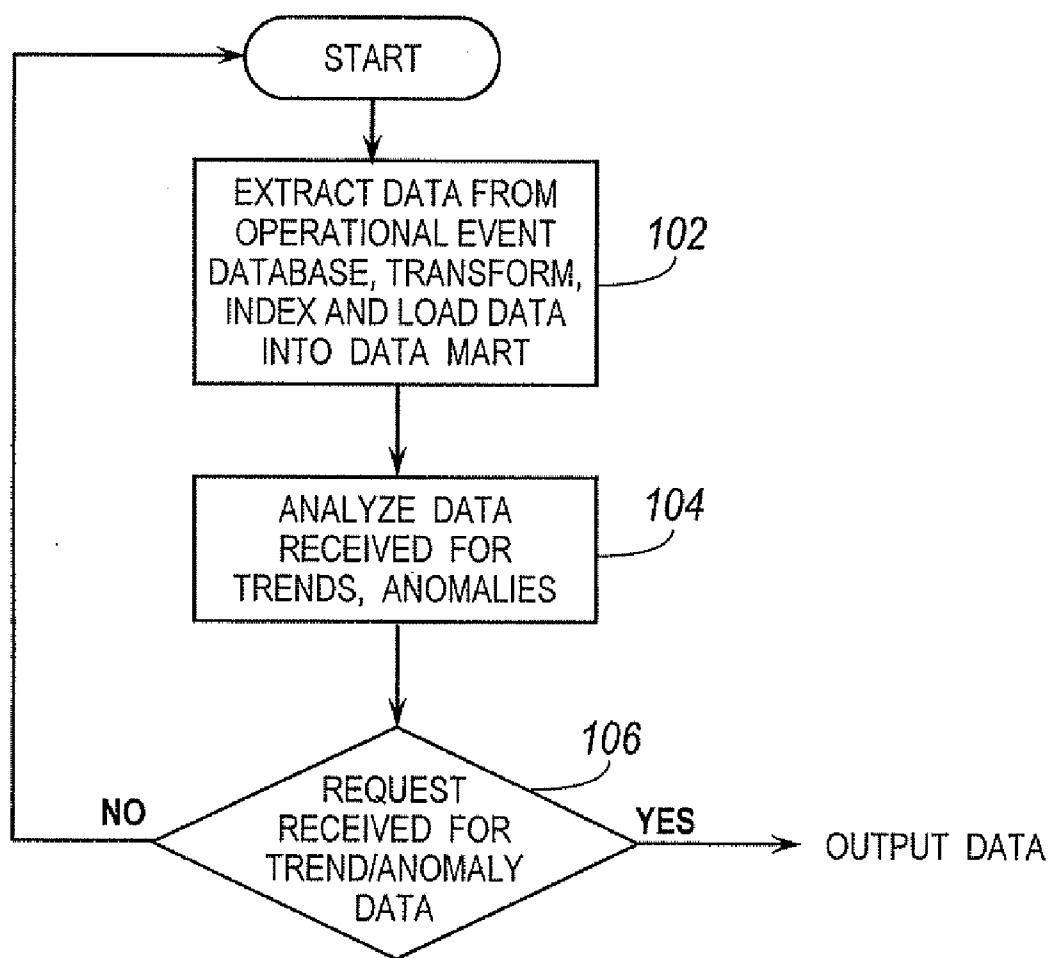 START
EXTRACT DATA FROM
OPERATIONAL EVENT
DATABASE, TRANSFORM,
INDEX AND LOAD DATA
INTO DATA MART
102
ANALYZE DATA
RECEIVED FOR
TRENDS, ANOMALIES
104
REQUEST
RECEIVED FOR
TREND/ANOMALY
DATA
106
NO
YES
OUTPUT DATA